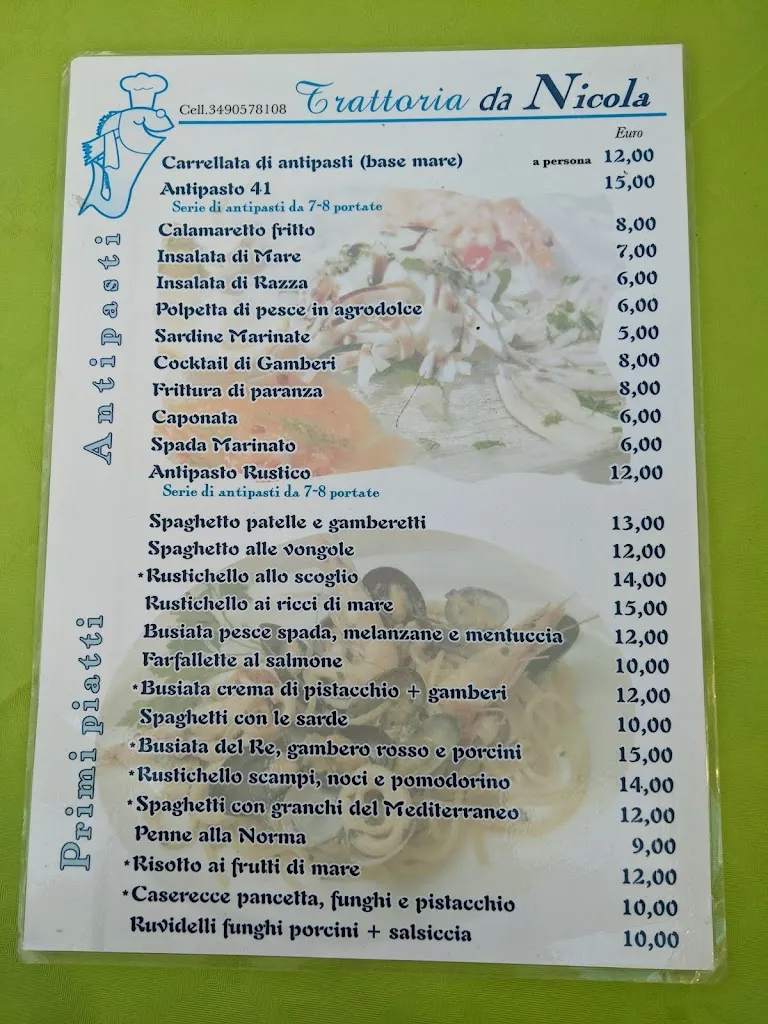 Cell.3490578108 Trattoria da Nicola
Euro
Antipasti
Carrellata di antipasti (base mare) a persona 12,00
Antipasto 41 15,00
Serie di antipasti da 7-8 portate
Calamaretto fritto 8,00
Insalata di Mare 7,00
Insalata di Razza 6,00
Polpetta di pesce in agrodolce 6,00
Sardine Marinate 5,00
Cocktail di Gamberi 8,00
Frittura di paranza 8,00
Caponata 6,00
Spada Marinato 6,00
Antipasto Rustico 12,00
Serie di antipasti da 7-8 portate
Primi piatti
Spaghetto patelle e gamberetti 13,00
Spaghetto alle vongole 12,00
*Rustichello allo scoglio 14,00
Rustichello ai ricci di mare 15,00
Busiata pesce spada, melanzane e mentuccia 12,00
Farfallette al salmone 10,00
*Busiata crema di pistacchio + gamberi 12,00
Spaghetti con le sarde 10,00
*Busiata del Re, gambero rosso e porcini 15,00
*Rustichello scampi, noci e pomodorino 14,00
*Spaghetti con granchi del Mediterraneo 12,00
Penne alla Norma 9,00
*Risotto ai frutti di mare 12,00
*Caserecce pancetta, funghi e pistacchio 10,00
Ruvidelli funghi porcini + salsiccia 10,00